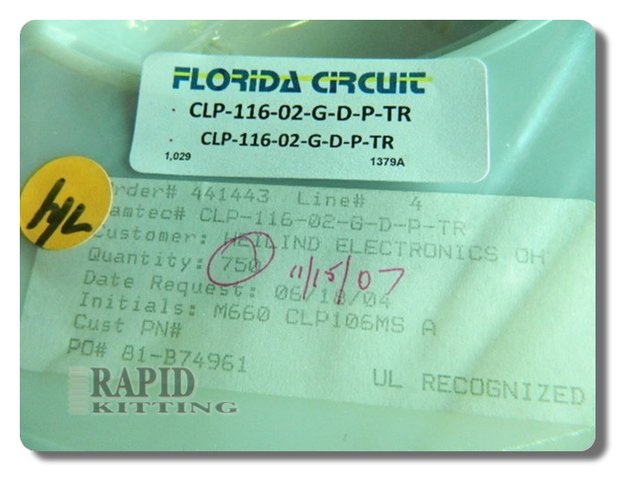 FLORIDA CIRCUIT
CLP-116-02-G-D-P-TR
CLP-116-02-G-D-P-TR
1,029 1379A
Order# 441443 Line# 4
amtec# CLP-116-02-G-D-P-TR
Customer: HEILIND ELECTRONICS OH
Quantity: 750
11/15/07
Date Request: 06/18/04
Initials: M660 CLP106MS A
Cust PN#
PO# 81-B74961
UL RECOGNIZED
RAPID
KITTING